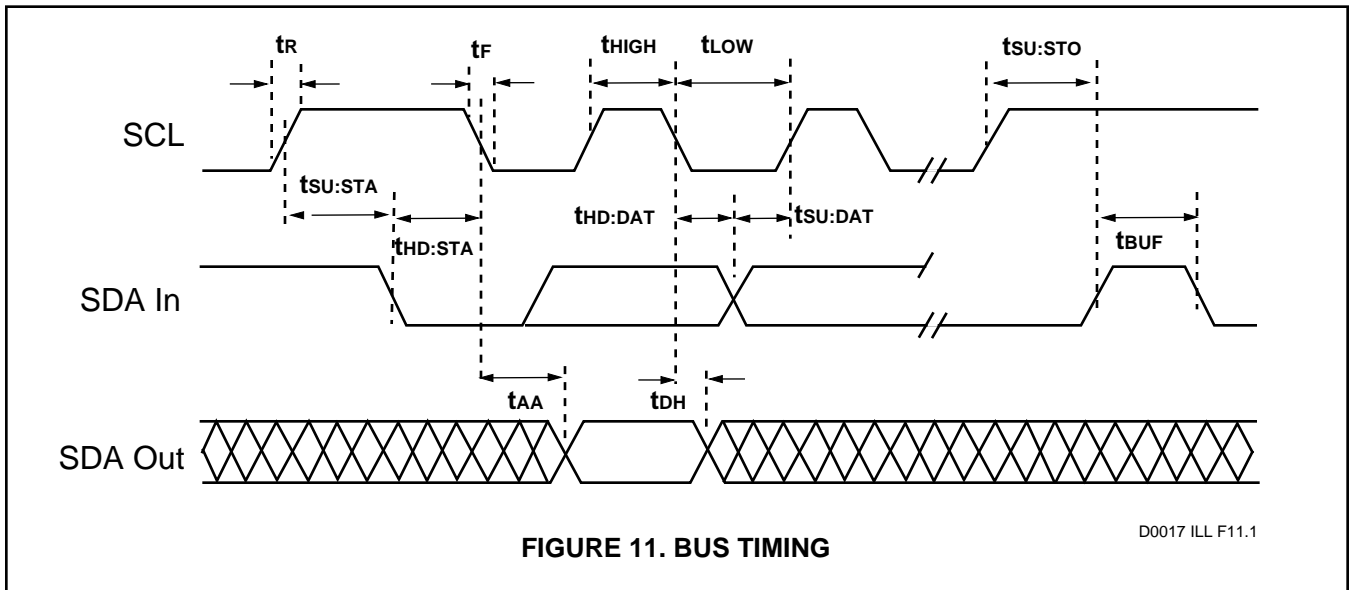 tR
tF
tHIGH
tLOW
tSU:STO
SCL
tSU:STA
tHD:STA
tHD:DAT
tSU:DAT
tBUF
SDA In
tAA
tDH
SDA Out
FIGURE 11. BUS TIMING
D0017 ILL F11.1